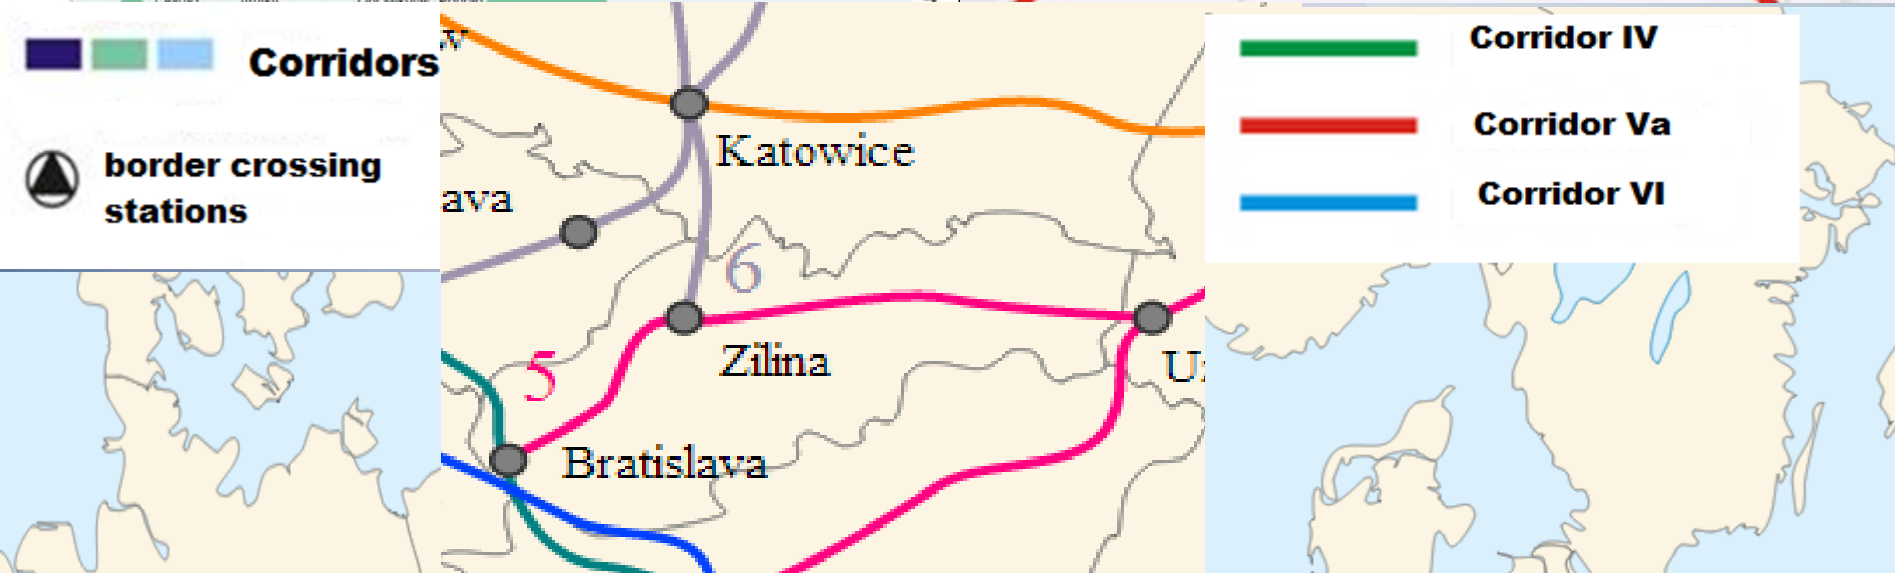 Corridors
border crossing
stations
w
Katowice
ava
6
Zilina
5
U
Bratislava
Corridor IV
Corridor Va
Corridor VI